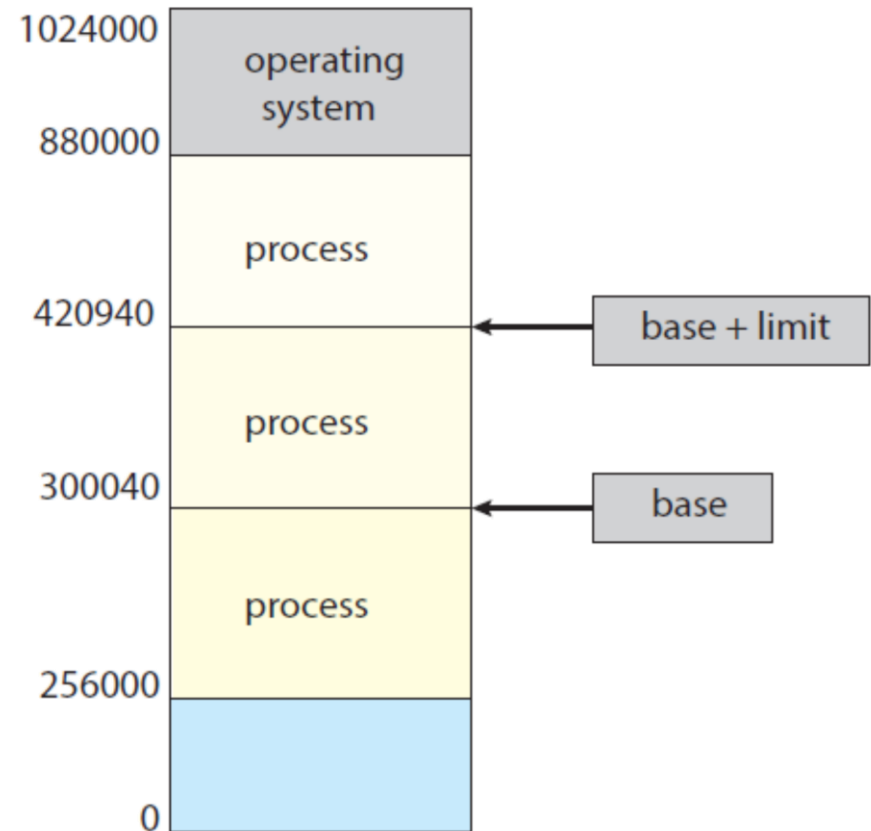 1024000
operating
system
880000
process
420940
base + limit
process
300040
base
process
256000
0